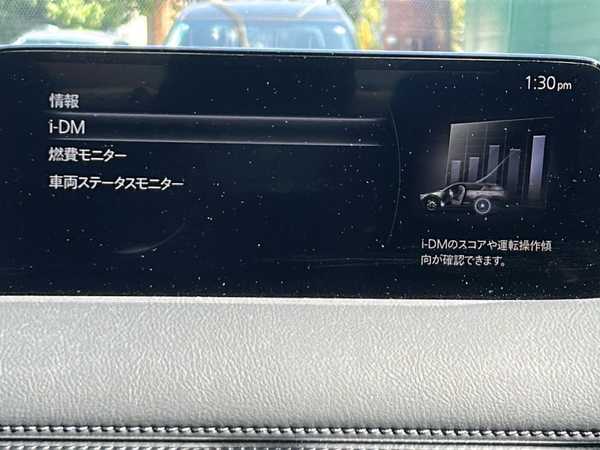 1:30pm
情報
i-DM
燃費モニター
車両ステータスモニター
i-DMのスコアや運転操作傾
向が確認できます。